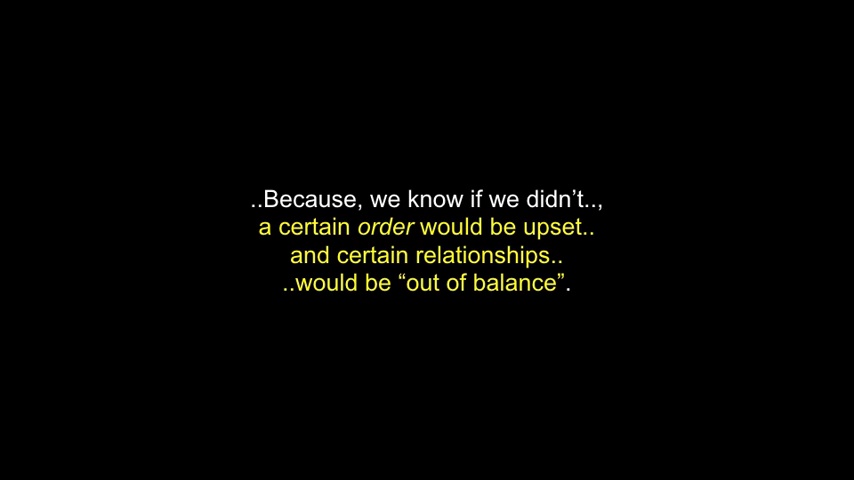 ..Because, we know if we didn’t..,
a certain order would be upset..
and certain relationships..
..would be “out of balance”.